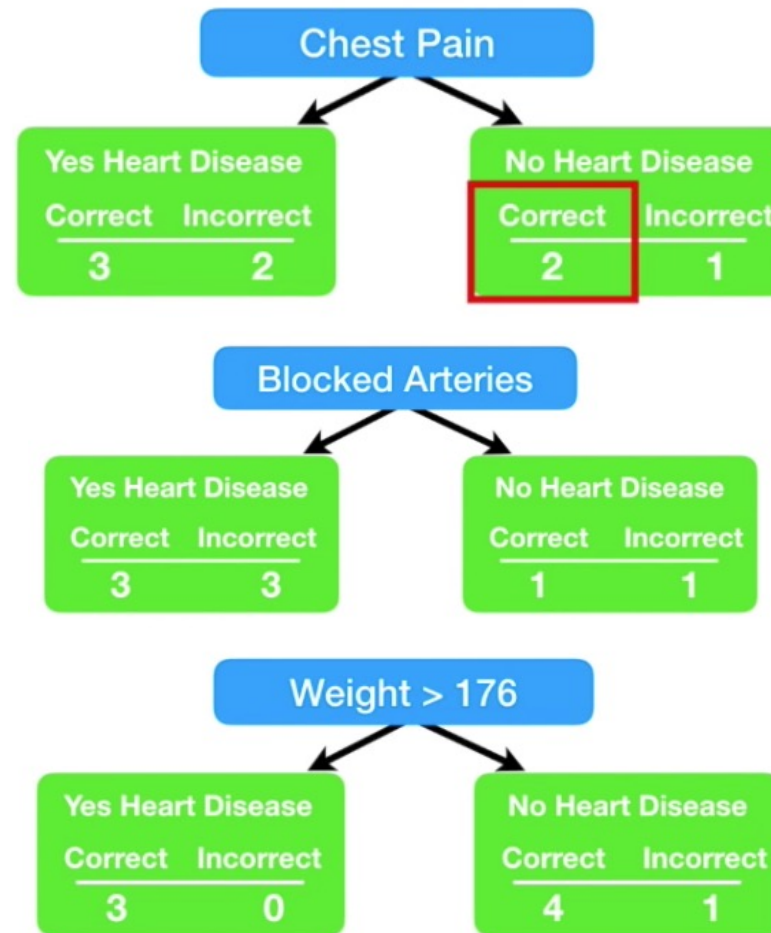 Chest Pain
Yes Heart Disease
Correct Incorrect
3 2
No Heart Disease
Correct Incorrect
2 1
Blocked Arteries
Yes Heart Disease
Correct Incorrect
3 3
No Heart Disease
Correct Incorrect
1 1
Weight > 176
Yes Heart Disease
Correct Incorrect
3 0
No Heart Disease
Correct Incorrect
4 1